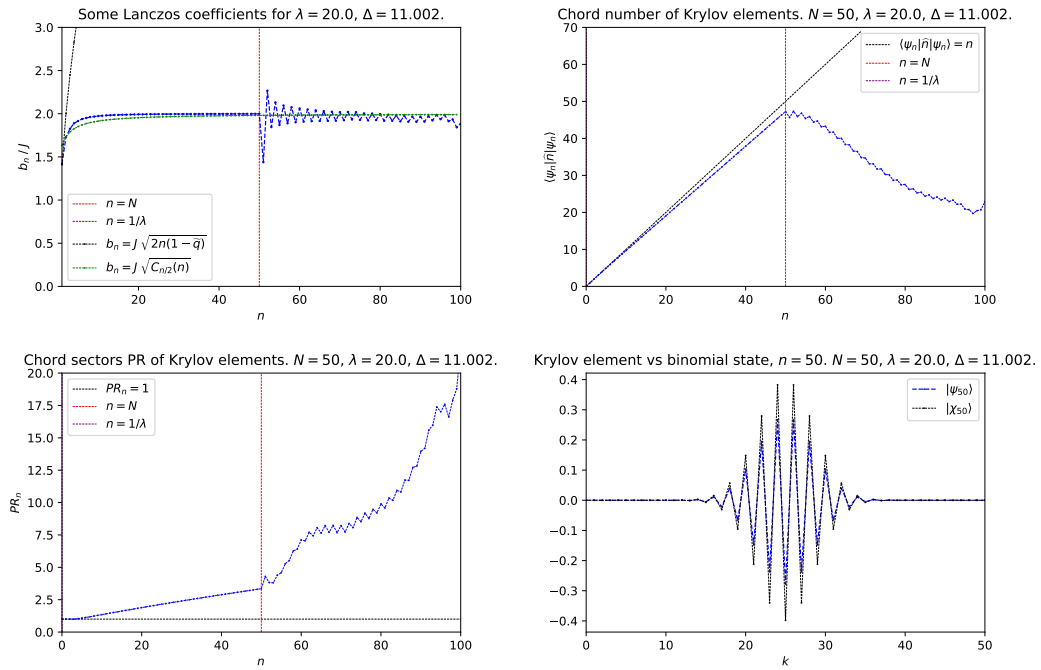 Some Lanczos coefficients for λ = 20.0, Δ = 11.002.
3.0
2.5
2.0
1.5
1.0
0.5
0.0
b_n / J
n = N
n = 1/λ
b_n = J √(2n(1 − q̃))
b_n = J √(C_{n/2}(n))
20 40 60 80 100
n
Chord number of Krylov elements. N = 50, λ = 20.0, Δ = 11.002.
70
60
50
40
30
20
10
0
⟨ψ_n|n̂|ψ_n⟩
⟨ψ_n|n̂|ψ_n⟩ = n
n = N
n = 1/λ
0 20 40 60 80 100
n
Chord sectors PR of Krylov elements. N = 50, λ = 20.0, Δ = 11.002.
20.0
17.5
15.0
12.5
10.0
7.5
5.0
2.5
0.0
PR_n
PR_n = 1
n = N
n = 1/λ
0 20 40 60 80 100
n
Krylov element vs binomial state, n = 50. N = 50, λ = 20.0, Δ = 11.002.
0.4
0.3
0.2
0.1
0.0
−0.1
−0.2
−0.3
−0.4
|ψ_50⟩
|χ_50⟩
0 10 20 30 40 50
k